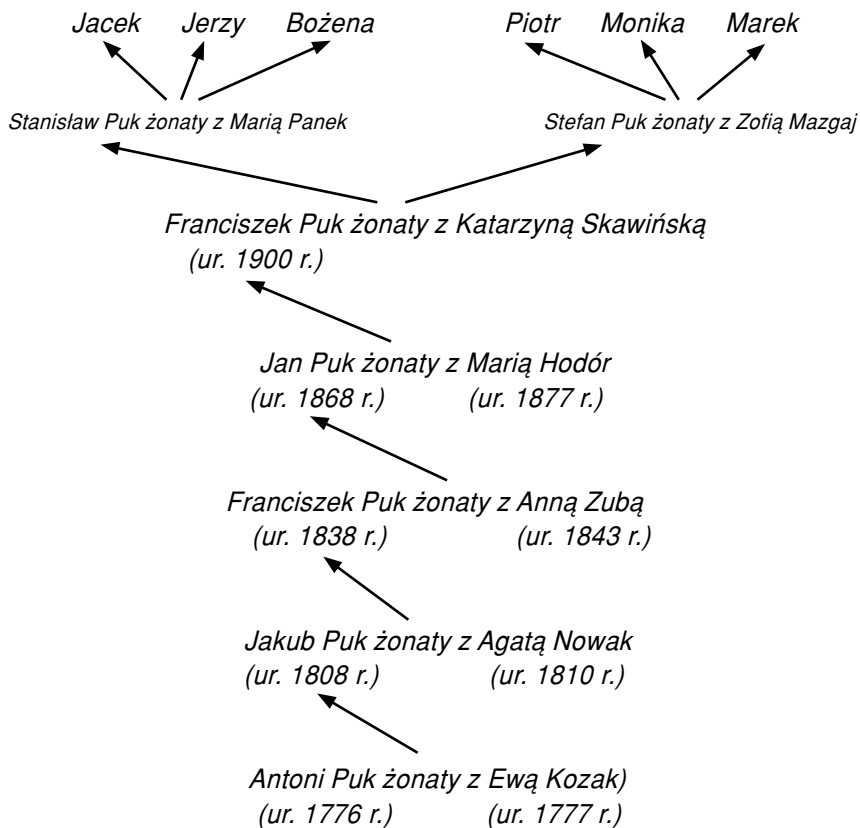 Jacek Jerzy Bożena Piotr Monika Marek
Stanisław Puk żonaty z Marią Panek Stefan Puk żonaty z Zofią Mazgaj
Franciszek Puk żonaty z Katarzyną Skawińską
(ur. 1900 r.)
Jan Puk żonaty z Marią Hodór
(ur. 1868 r.) (ur. 1877 r.)
Franciszek Puk żonaty z Anną Zubą
(ur. 1838 r.) (ur. 1843 r.)
Jakub Puk żonaty z Agatą Nowak
(ur. 1808 r.) (ur. 1810 r.)
Antoni Puk żonaty z Ewą Kozak)
(ur. 1776 r.) (ur. 1777 r.)